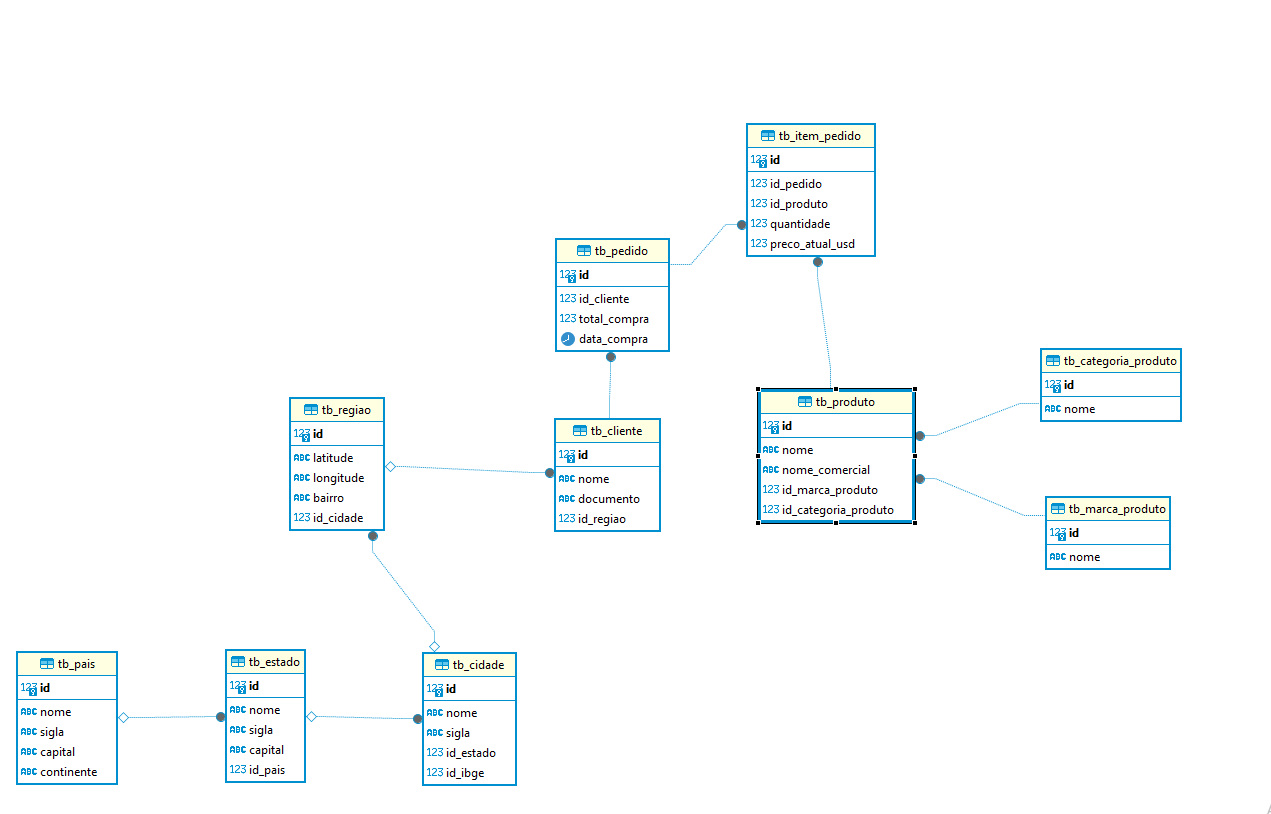 tb_item_pedido
123 id
123 id_pedido
123 id_produto
123 quantidade
123 preco_atual_usd
tb_pedido
123 id
123 id_cliente
123 total_compra
data_compra
tb_categoria_produto
123 id
ABC nome
tb_produto
123 id
ABC nome
ABC nome_comercial
123 id_marca_produto
123 id_categoria_produto
tb_regiao
123 id
ABC latitude
ABC longitude
ABC bairro
123 id_cidade
tb_cliente
123 id
ABC nome
ABC documento
123 id_regiao
tb_marca_produto
123 id
ABC nome
tb_pais
123 id
ABC nome
ABC sigla
ABC capital
ABC continente
tb_estado
123 id
ABC nome
ABC sigla
ABC capital
123 id_pais
tb_cidade
123 id
ABC nome
ABC sigla
123 id_estado
123 id_ibge